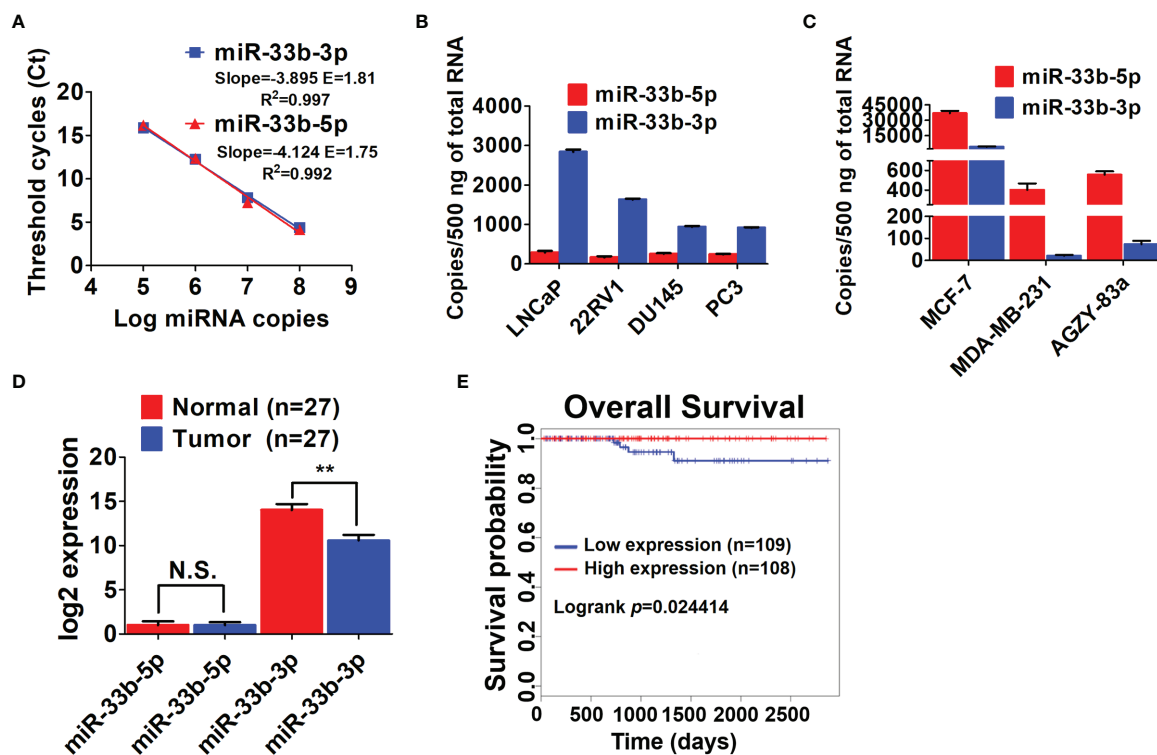 A
miR-33b-3p
Slope=-3.895 E=1.81
R²=0.997
miR-33b-5p
Slope=-4.124 E=1.75
R²=0.992
Threshold cycles (Ct)
20
15
10
5
0
4 5 6 7 8 9
Log miRNA copies
B
miR-33b-5p
miR-33b-3p
Copies/500 ng of total RNA
4000
3000
2000
1000
0
LNCaP
22RV1
DU145
PC3
C
miR-33b-5p
miR-33b-3p
Copies/500 ng of total RNA
45000
30000
15000
600
400
200
100
0
MCF-7
MDA-MB-231
AGZY-83a
D
Normal (n=27)
Tumor (n=27)
log2 expression
20
15
10
5
0
N.S.
**
miR-33b-5p
miR-33b-5p
miR-33b-3p
miR-33b-3p
E
Overall Survival
Survival probability
1.0
0.8
0.6
0.4
0.2
0.0
Low expression (n=109)
High expression (n=108)
Logrank p=0.024414
0 500 1000 1500 2000 2500
Time (days)